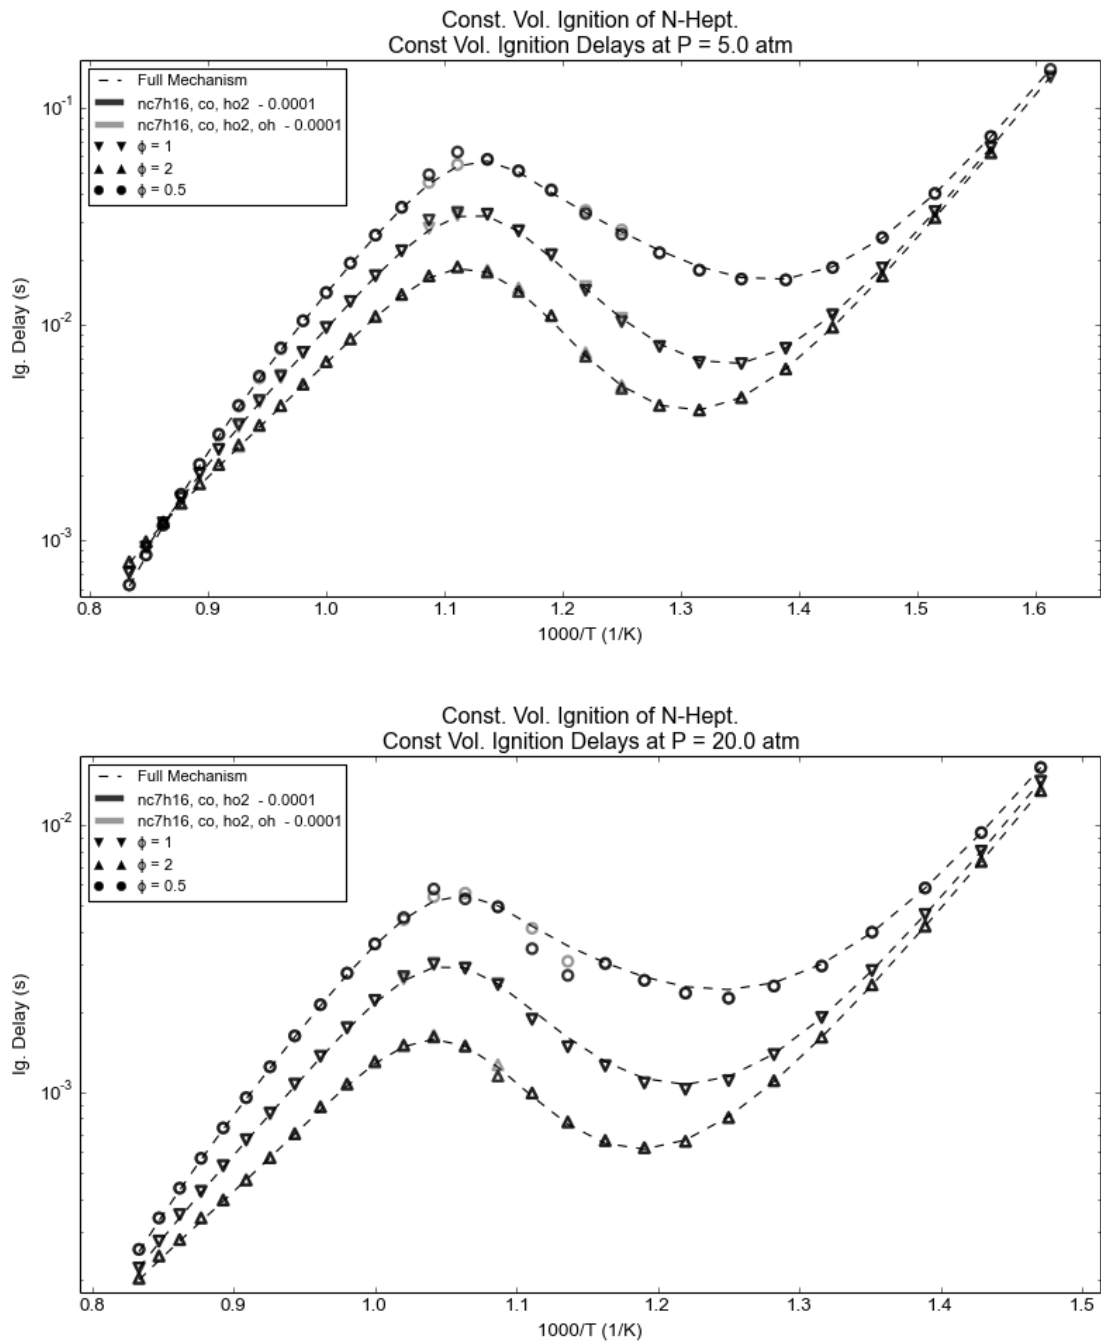 Const. Vol. Ignition of N-Hept.
Const Vol. Ignition Delays at P = 5.0 atm
Full Mechanism
nc7h16, co, ho2 - 0.0001
nc7h16, co, ho2, oh - 0.0001
ϕ = 1
ϕ = 2
ϕ = 0.5
10⁻¹
10⁻²
10⁻³
Ig. Delay (s)
0.8 0.9 1.0 1.1 1.2 1.3 1.4 1.5 1.6
1000/T (1/K)
Const. Vol. Ignition of N-Hept.
Const Vol. Ignition Delays at P = 20.0 atm
Full Mechanism
nc7h16, co, ho2 - 0.0001
nc7h16, co, ho2, oh - 0.0001
ϕ = 1
ϕ = 2
ϕ = 0.5
10⁻²
10⁻³
Ig. Delay (s)
0.8 0.9 1.0 1.1 1.2 1.3 1.4 1.5
1000/T (1/K)